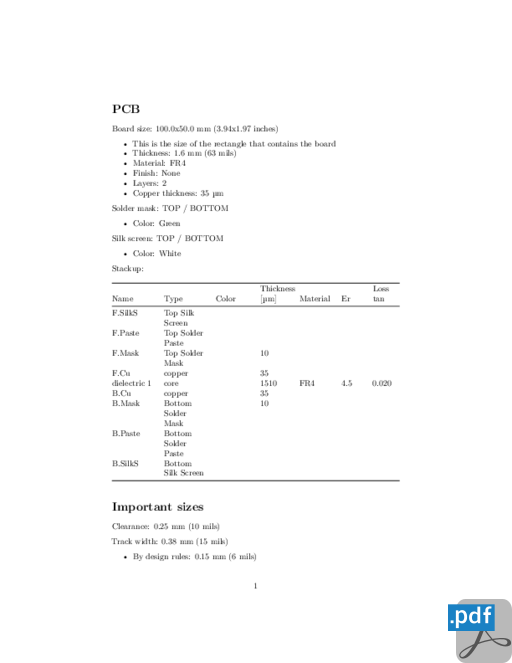 PCB
Board size: 100.0x50.0 mm (3.94x1.97 inches)
• This is the size of the rectangle that contains the board
• Thickness: 1.6 mm (63 mils)
• Material: FR4
• Finish: None
• Layers: 2
• Copper thickness: 35 µm
Solder mask: TOP / BOTTOM
• Color: Green
Silk screen: TOP / BOTTOM
• Color: White
Stackup:
Thickness Loss
Name Type Color [µm] Material Er tan
F.SilkS Top Silk
Screen
F.Paste Top Solder
Paste
F.Mask Top Solder 10
Mask
F.Cu copper 35
dielectric 1 core 1510 FR4 4.5 0.020
B.Cu copper 35
B.Mask Bottom 10
Solder
Mask
B.Paste Bottom
Solder
Paste
B.SilkS Bottom
Silk Screen
Important sizes
Clearance: 0.25 mm (10 mils)
Track width: 0.38 mm (15 mils)
• By design rules: 0.15 mm (6 mils)
1
.pdf